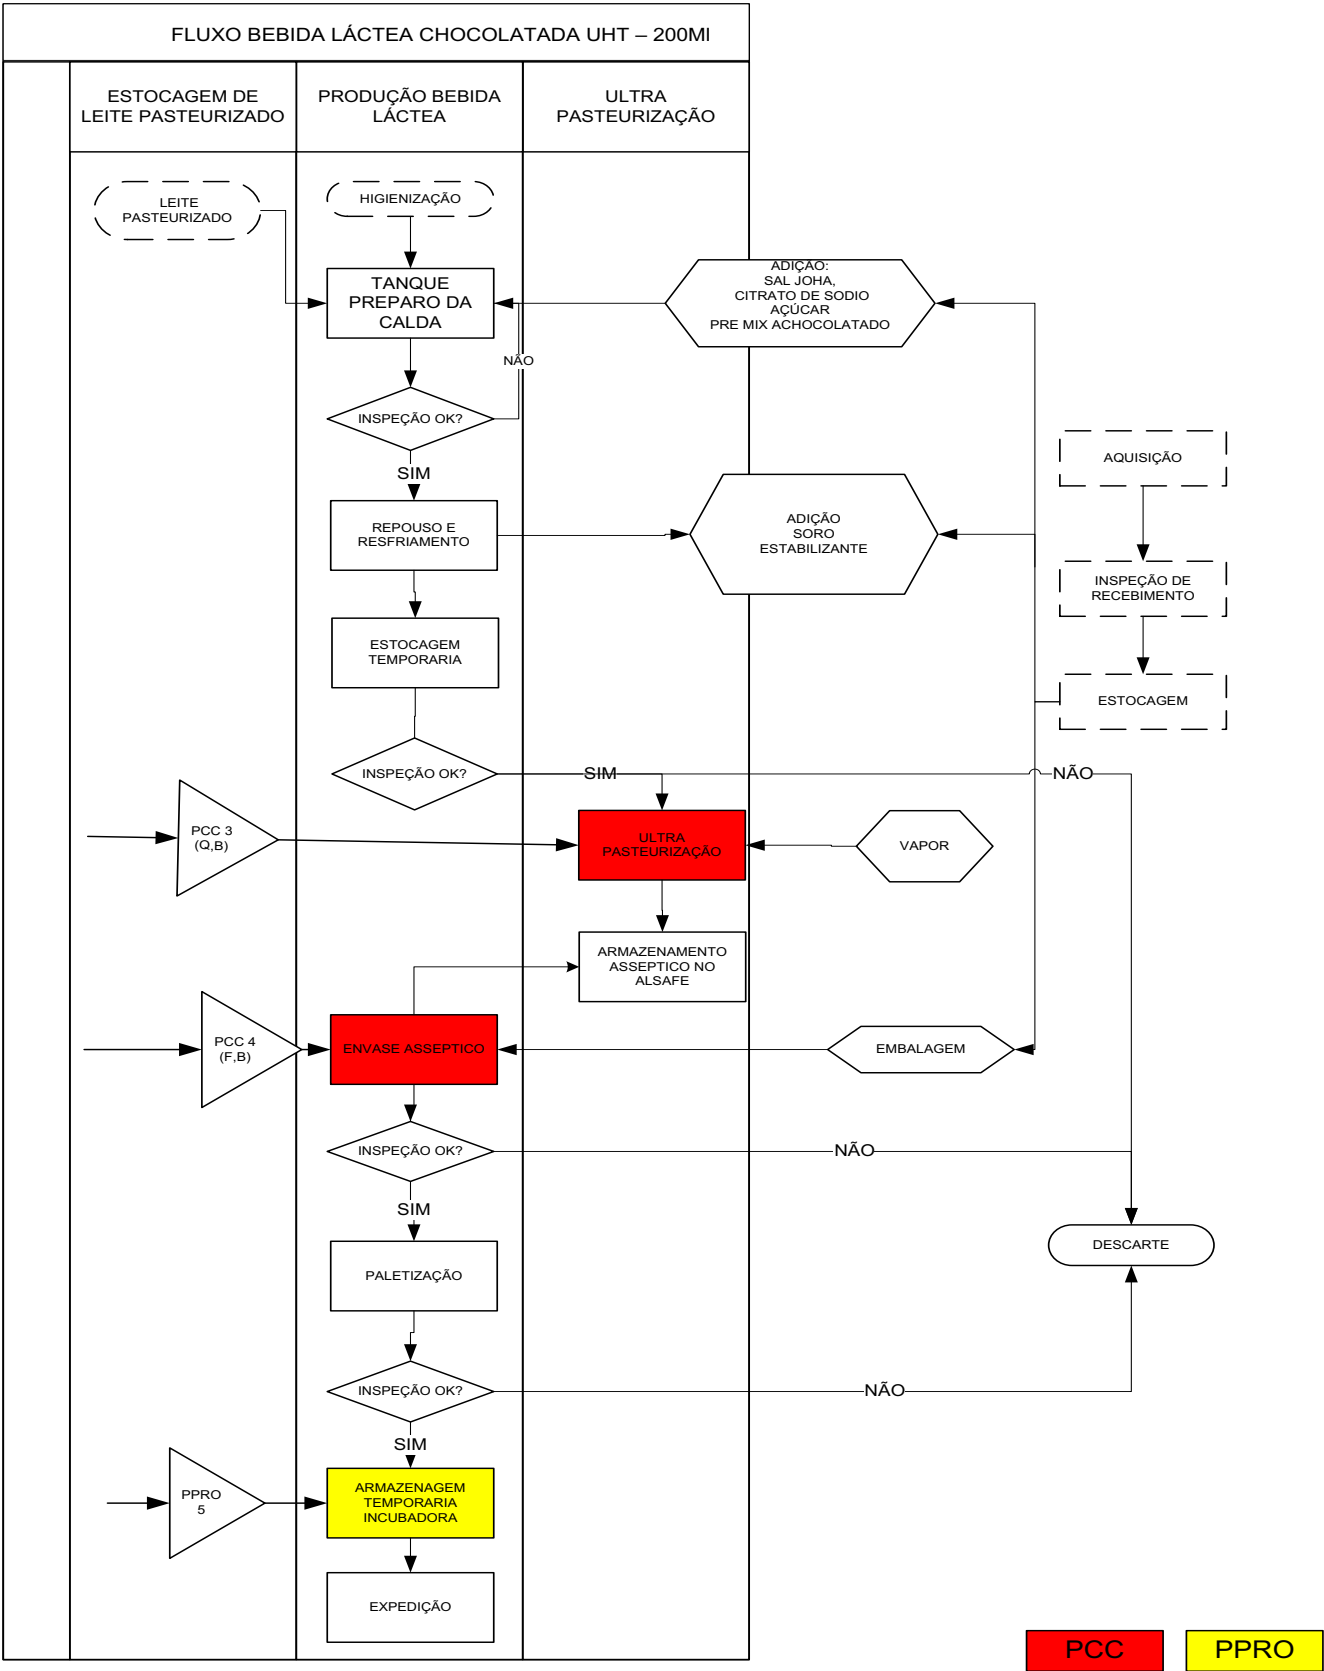 FLUXO BEBIDA LÁCTEA CHOCOLATADA UHT – 200Ml
ESTOCAGEM DE
LEITE PASTEURIZADO
PRODUÇÃO BEBIDA
LÁCTEA
ULTRA
PASTEURIZAÇÃO
LEITE
PASTEURIZADO
HIGIENIZAÇÃO
TANQUE
PREPARO DA
CALDA
ADIÇÃO:
SAL JOHA,
CITRATO DE SODIO
AÇÚCAR
PRE MIX ACHOCOLATADO
NÃO
INSPEÇÃO OK?
SIM
AQUISIÇÃO
REPOUSO E
RESFRIAMENTO
ADIÇÃO
SORO
ESTABILIZANTE
INSPEÇÃO DE
RECEBIMENTO
ESTOCAGEM
TEMPORARIA
ESTOCAGEM
INSPEÇÃO OK?
SIM
NÃO
PCC 3
(Q,B)
ULTRA
PASTEURIZAÇÃO
VAPOR
ARMAZENAMENTO
ASSEPTICO NO
ALSAFE
PCC 4
(F,B)
ENVASE ASSEPTICO
EMBALAGEM
INSPEÇÃO OK?
NÃO
SIM
DESCARTE
PALETIZAÇÃO
INSPEÇÃO OK?
NÃO
SIM
PPRO
5
ARMAZENAGEM
TEMPORARIA
INCUBADORA
EXPEDIÇÃO
PCC
PPRO